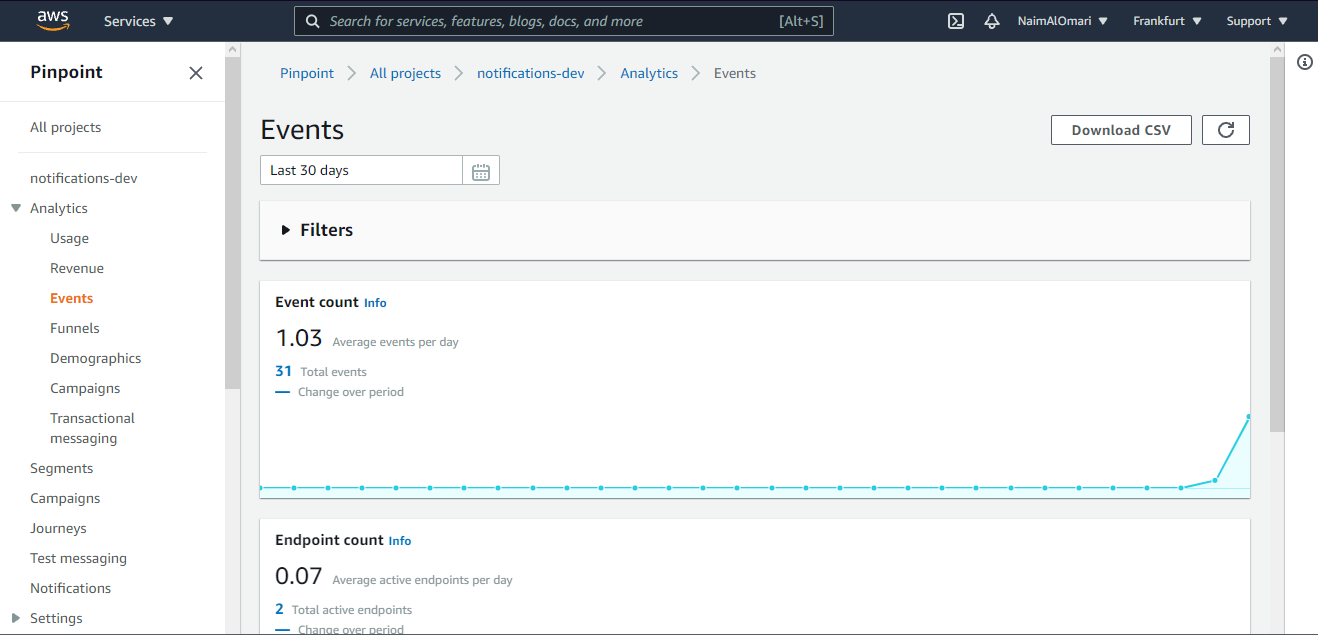 aws
Services
Search for services, features, blogs, docs, and more [Alt+S]
NaimAlOmari
Frankfurt
Support
Pinpoint
All projects
notifications-dev
Analytics
Usage
Revenue
Events
Funnels
Demographics
Campaigns
Transactional
messaging
Segments
Campaigns
Journeys
Test messaging
Notifications
Settings
Pinpoint
All projects
notifications-dev
Analytics
Events
Events
Download CSV
Last 30 days
Filters
Event count Info
1.03 Average events per day
31 Total events
Change over period
Endpoint count Info
0.07 Average active endpoints per day
2 Total active endpoints
Change over period